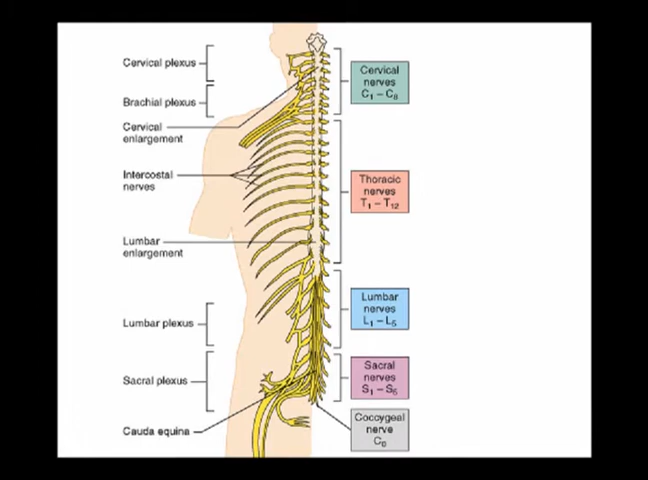 Cervical plexus
Brachial plexus
Cervical
enlargement
Intercostal
nerves
Lumbar
enlargement
Lumbar plexus
Sacral plexus
Cauda equina
Cervical
nerves
C1 – C8
Thoracic
nerves
T1 – T12
Lumbar
nerves
L1 – L5
Sacral
nerves
S1 – S5
Coccygeal
nerve
C0